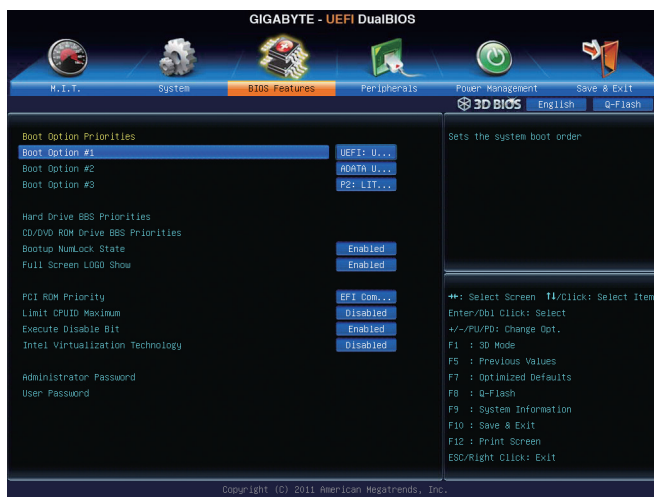 GIGABYTE - UEFI DualBIOS
M.I.T.
System
BIOS Features
Peripherals
Power Management
Save & Exit
3D BIOS
English
Q-Flash
Boot Option Priorities
Boot Option #1 UEFI: U...
Boot Option #2 ADATA U...
Boot Option #3 P2: LIT...
Hard Drive BBS Priorities
CD/DVD ROM Drive BBS Priorities
Bootup NumLock State Enabled
Full Screen LOGO Show Enabled
PCI ROM Priority EFI Com...
Limit CPUID Maximum Disabled
Execute Disable Bit Enabled
Intel Virtualization Technology Disabled
Administrator Password
User Password
Sets the system boot order
→←: Select Screen ↑↓/Click: Select Item
Enter/Dbl Click: Select
+/-/PU/PD: Change Opt.
F1 : 3D Mode
F5 : Previous Values
F7 : Optimized Defaults
F8 : Q-Flash
F9 : System Information
F10 : Save & Exit
F12 : Print Screen
ESC/Right Click: Exit
Copyright (C) 2011 American Megatrends, Inc.